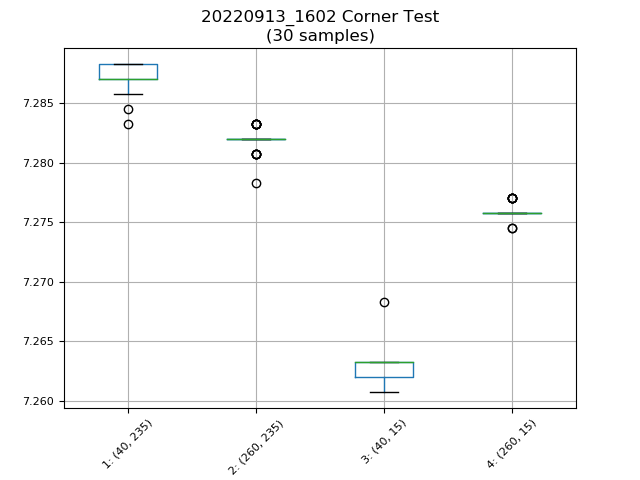 20220913_1602 Corner Test
(30 samples)
7.285
7.280
7.275
7.270
7.265
7.260
1: (40, 235)
2: (260, 235)
3: (40, 15)
4: (260, 15)